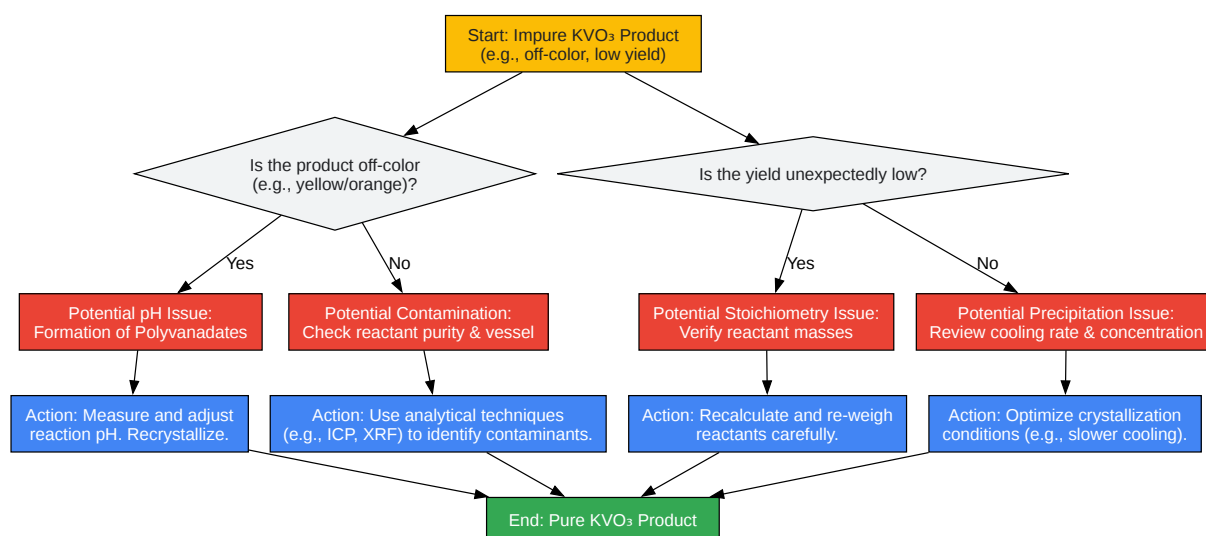 Start: Impure KVO₃ Product
(e.g., off-color, low yield)
Is the product off-color
(e.g., yellow/orange)?
Is the yield unexpectedly low?
Yes
No
Yes
No
Potential pH Issue:
Formation of Polyvanadates
Potential Contamination:
Check reactant purity & vessel
Potential Stoichiometry Issue:
Verify reactant masses
Potential Precipitation Issue:
Review cooling rate & concentration
Action: Measure and adjust
reaction pH. Recrystallize.
Action: Use analytical techniques
(e.g., ICP, XRF) to identify contaminants.
Action: Recalculate and re-weigh
reactants carefully.
Action: Optimize crystallization
conditions (e.g., slower cooling).
End: Pure KVO₃ Product